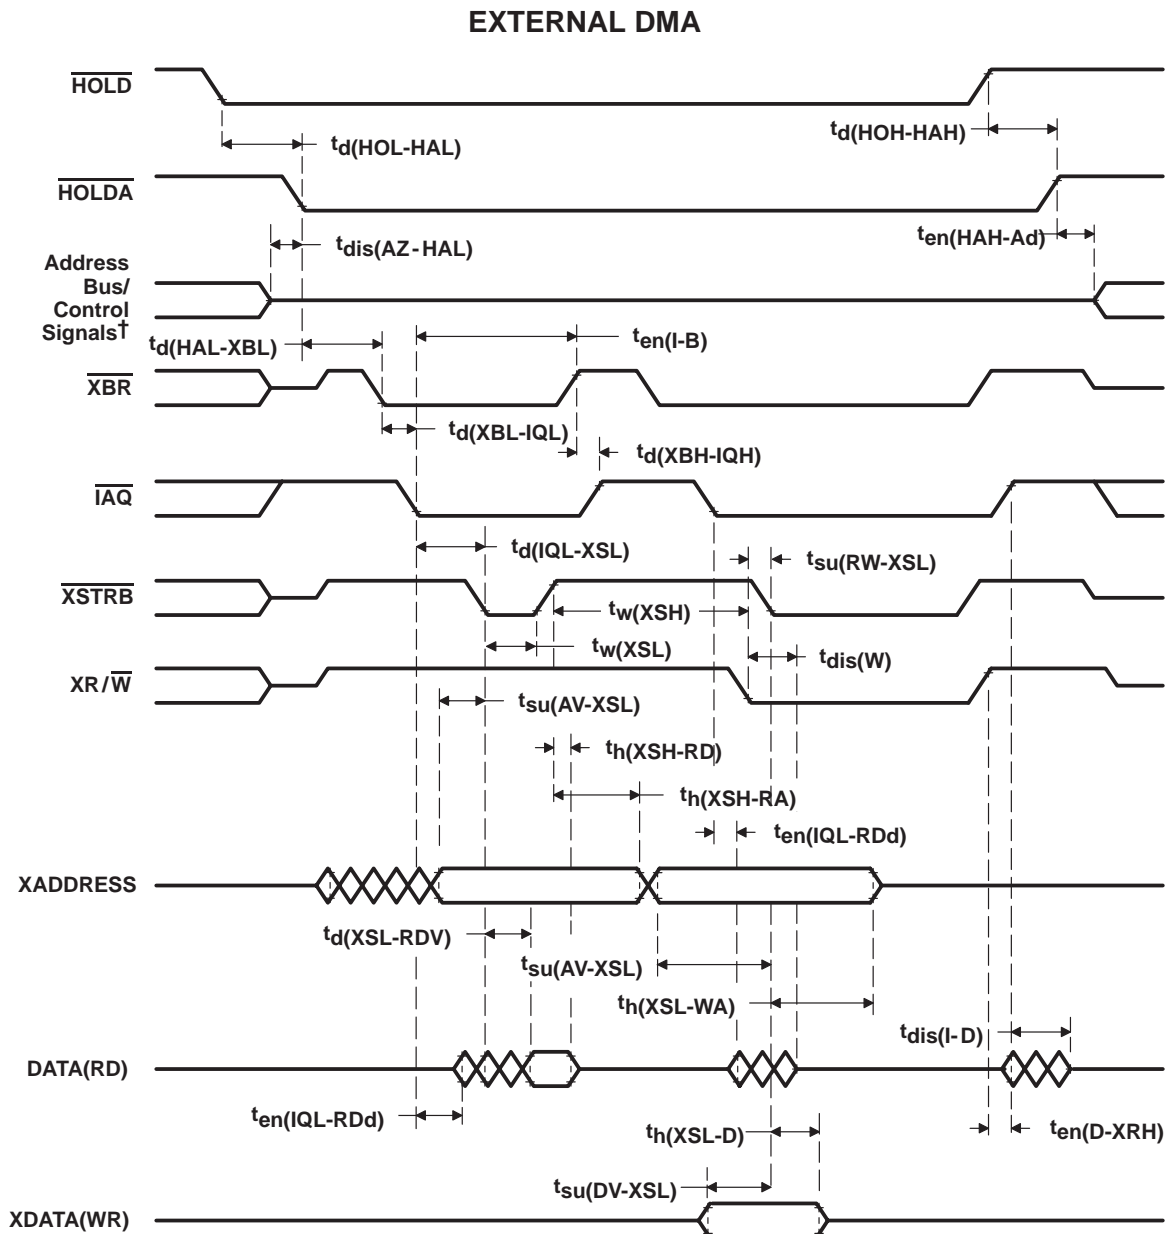 EXTERNAL DMA
HOLD
td(HOL-HAL)
td(HOH-HAH)
HOLDA
tdis(AZ-HAL)
ten(HAH-Ad)
Address
Bus/
Control
Signals†
td(HAL-XBL)
ten(I-B)
XBR
td(XBL-IQL)
td(XBH-IQH)
IAQ
td(IQL-XSL)
tsu(RW-XSL)
XSTRB
tw(XSH)
tw(XSL)
tdis(W)
XR/W
tsu(AV-XSL)
th(XSH-RD)
th(XSH-RA)
ten(IQL-RDd)
XADDRESS
td(XSL-RDV)
tsu(AV-XSL)
th(XSL-WA)
tdis(I-D)
DATA(RD)
ten(IQL-RDd)
th(XSL-D)
ten(D-XRH)
tsu(DV-XSL)
XDATA(WR)